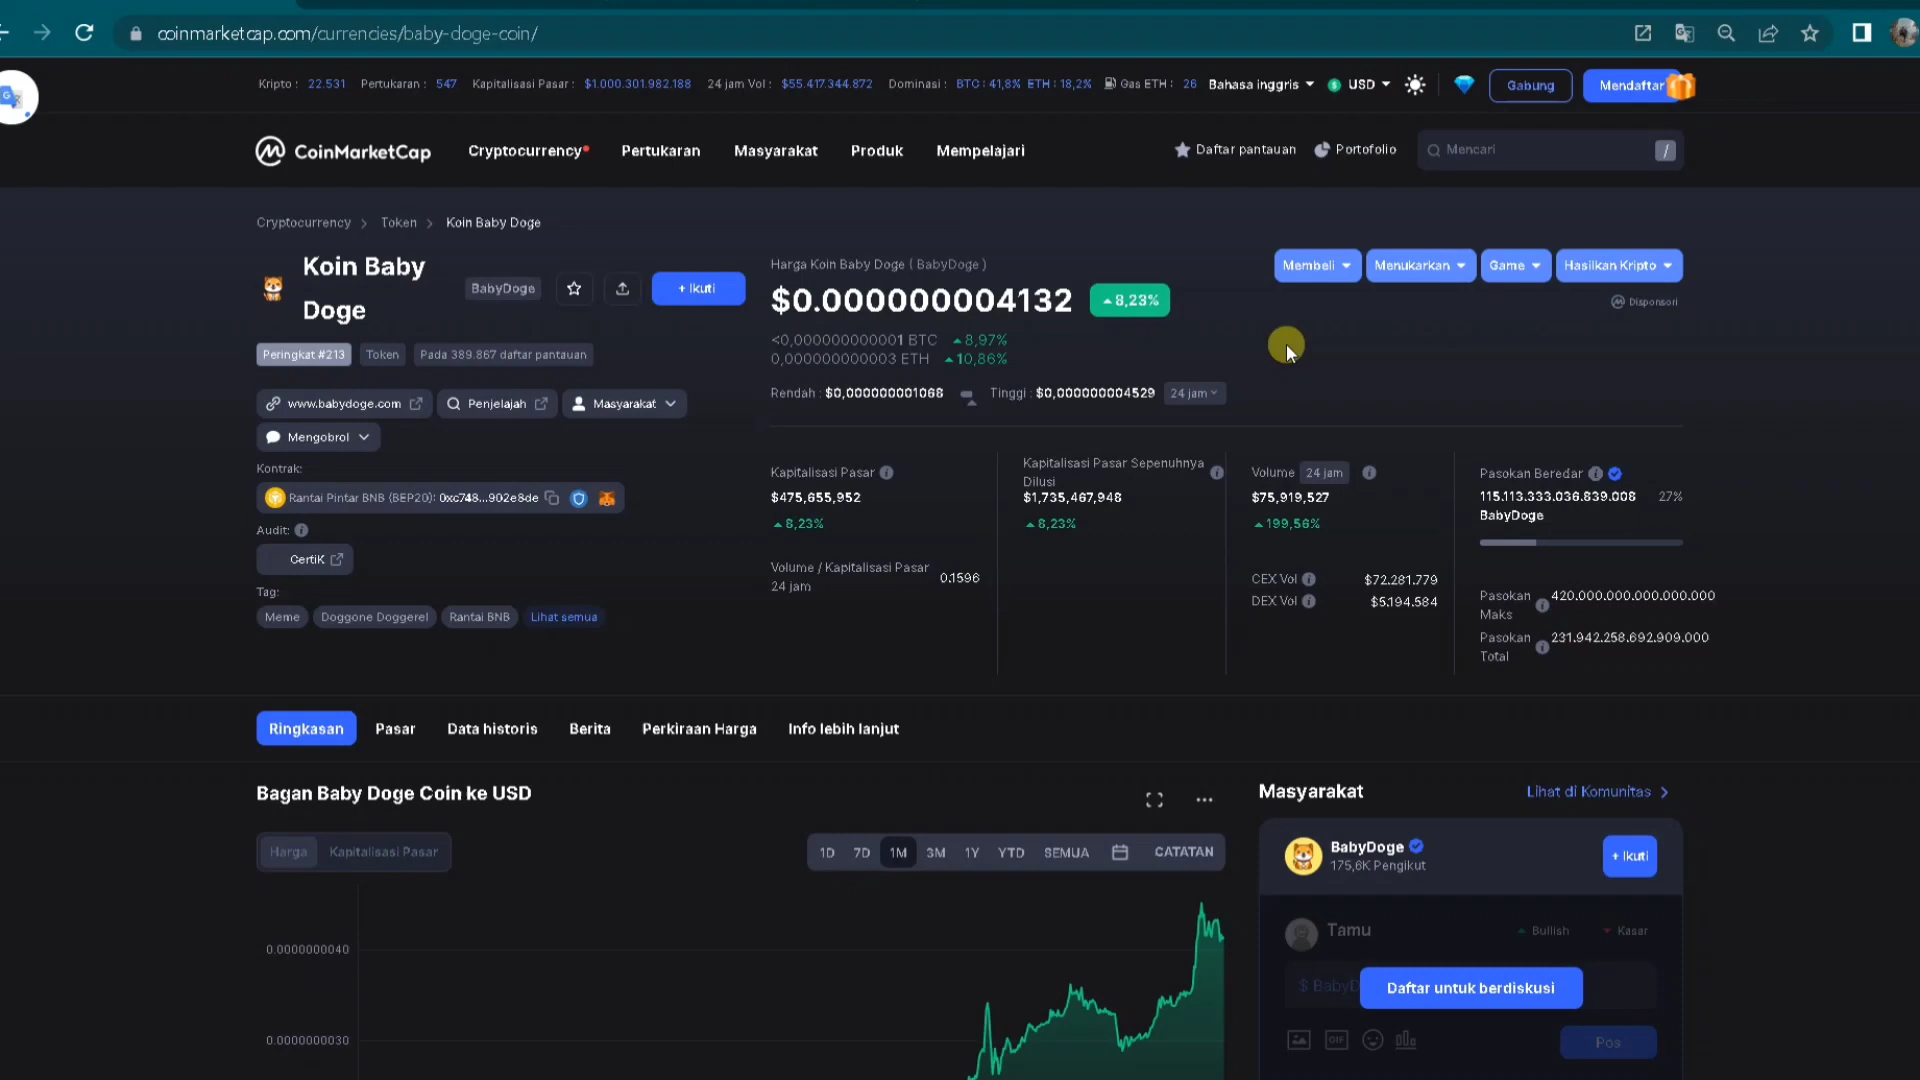 coinmarketcap.com/currencies/baby-doge-coin/
Kripto : 22.531 Pertukaran : 547 Kapitalisasi Pasar : $1.000.301.982.188 24 jam Vol : $55.417.344.872 Dominasi : BTC : 41,8% ETH : 18,2% Gas ETH : 26 Bahasa inggris USD Gabung Mendaftar
CoinMarketCap Cryptocurrency Pertukaran Masyarakat Produk Mempelajari Daftar pantauan Portofolio Mencari /
Cryptocurrency > Token > Koin Baby Doge
Koin Baby
Doge
BabyDoge + Ikuti
Peringkat #213 Token Pada 389.867 daftar pantauan
www.babydoge.com Penjelajah Masyarakat
Mengobrol
Kontrak:
Rantai Pintar BNB (BEP20): 0xc748...902e8de
Audit:
CertiK
Tag:
Meme Doggone Doggerel Rantai BNB Lihat semua
Harga Koin Baby Doge ( BabyDoge )
$0.000000004132 8,23%
<0,000000000001 BTC 8,97%
0,000000000003 ETH 10,86%
Rendah : $0,000000001068 Tinggi : $0,000000004529 24 jam
Membeli Menukarkan Game Hasilkan Kripto
Disponsori
Kapitalisasi Pasar
$475,655,952
8,23%
Volume / Kapitalisasi Pasar
24 jam
0.1596
Kapitalisasi Pasar Sepenuhnya
Dilusi
$1,735,467,948
8,23%
Volume 24 jam
$75,919,527
199,56%
CEX Vol $72.281.779
DEX Vol $5.194.584
Pasokan Beredar
115.113.333.036.839.008 27%
BabyDoge
Pasokan
Maks
420.000.000.000.000.000
Pasokan
Total
231.942.258.692.909.000
Ringkasan Pasar Data historis Berita Perkiraan Harga Info lebih lanjut
Bagan Baby Doge Coin ke USD
Harga Kapitalisasi Pasar
1D 7D 1M 3M 1Y YTD SEMUA CATATAN
0.0000000040
0.0000000030
Masyarakat Lihat di Komunitas >
BabyDoge
175,6K Pengikut
+ Ikuti
Tamu Bullish Kasar
$ BabyD
Daftar untuk berdiskusi
GIF
Pos